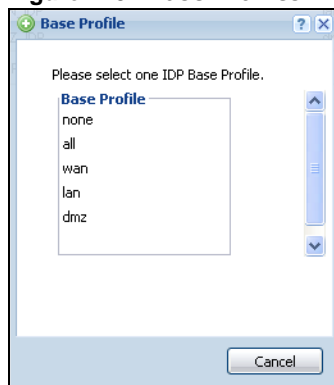 Base Profile
Please select one IDP Base Profile.
Base Profile
none
all
wan
lan
dmz
Cancel